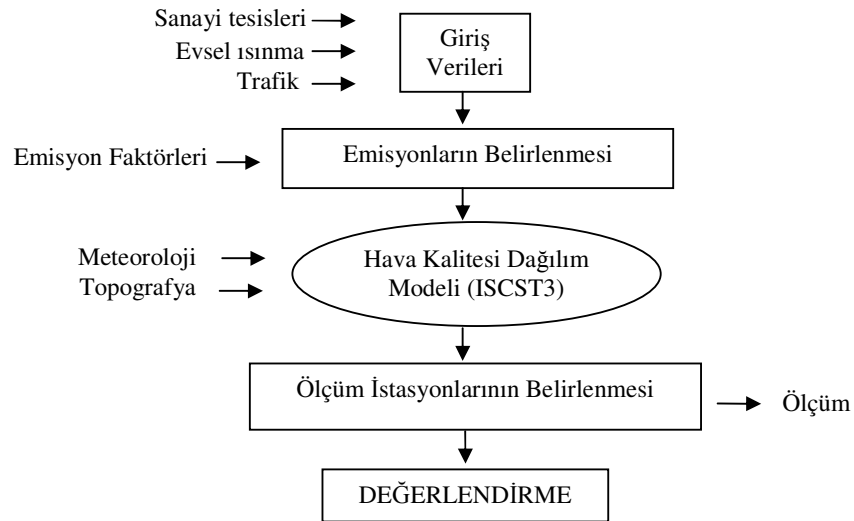 Sanayi tesisleri
Evsel ısınma
Trafik
Giriş
Verileri
Emisyon Faktörleri
Emisyonların Belirlenmesi
Meteoroloji
Topografya
Hava Kalitesi Dağılım
Modeli (ISCST3)
Ölçüm İstasyonlarının Belirlenmesi
Ölçüm
DEĞERLENDİRME